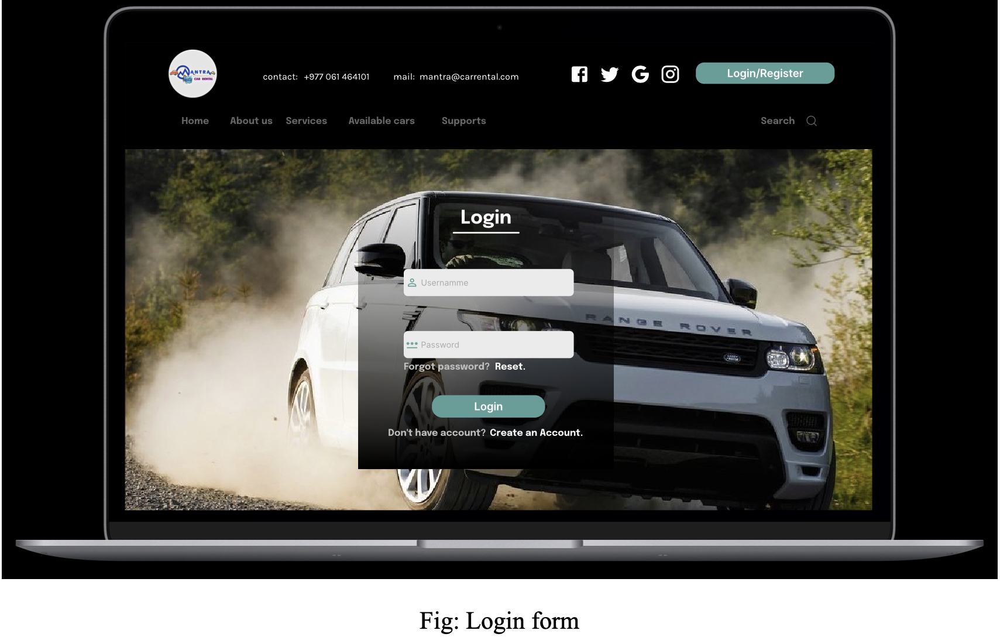 MANTRA
CAR RENTAL
contact: +977 061 464101
mail: mantra@carrental.com
Login/Register
Home
About us
Services
Available cars
Supports
Search
Login
Usernamme
RANGE ROVER
*** Password
Forgot password? Reset.
Login
Don't have account? Create an Account.
Fig: Login form